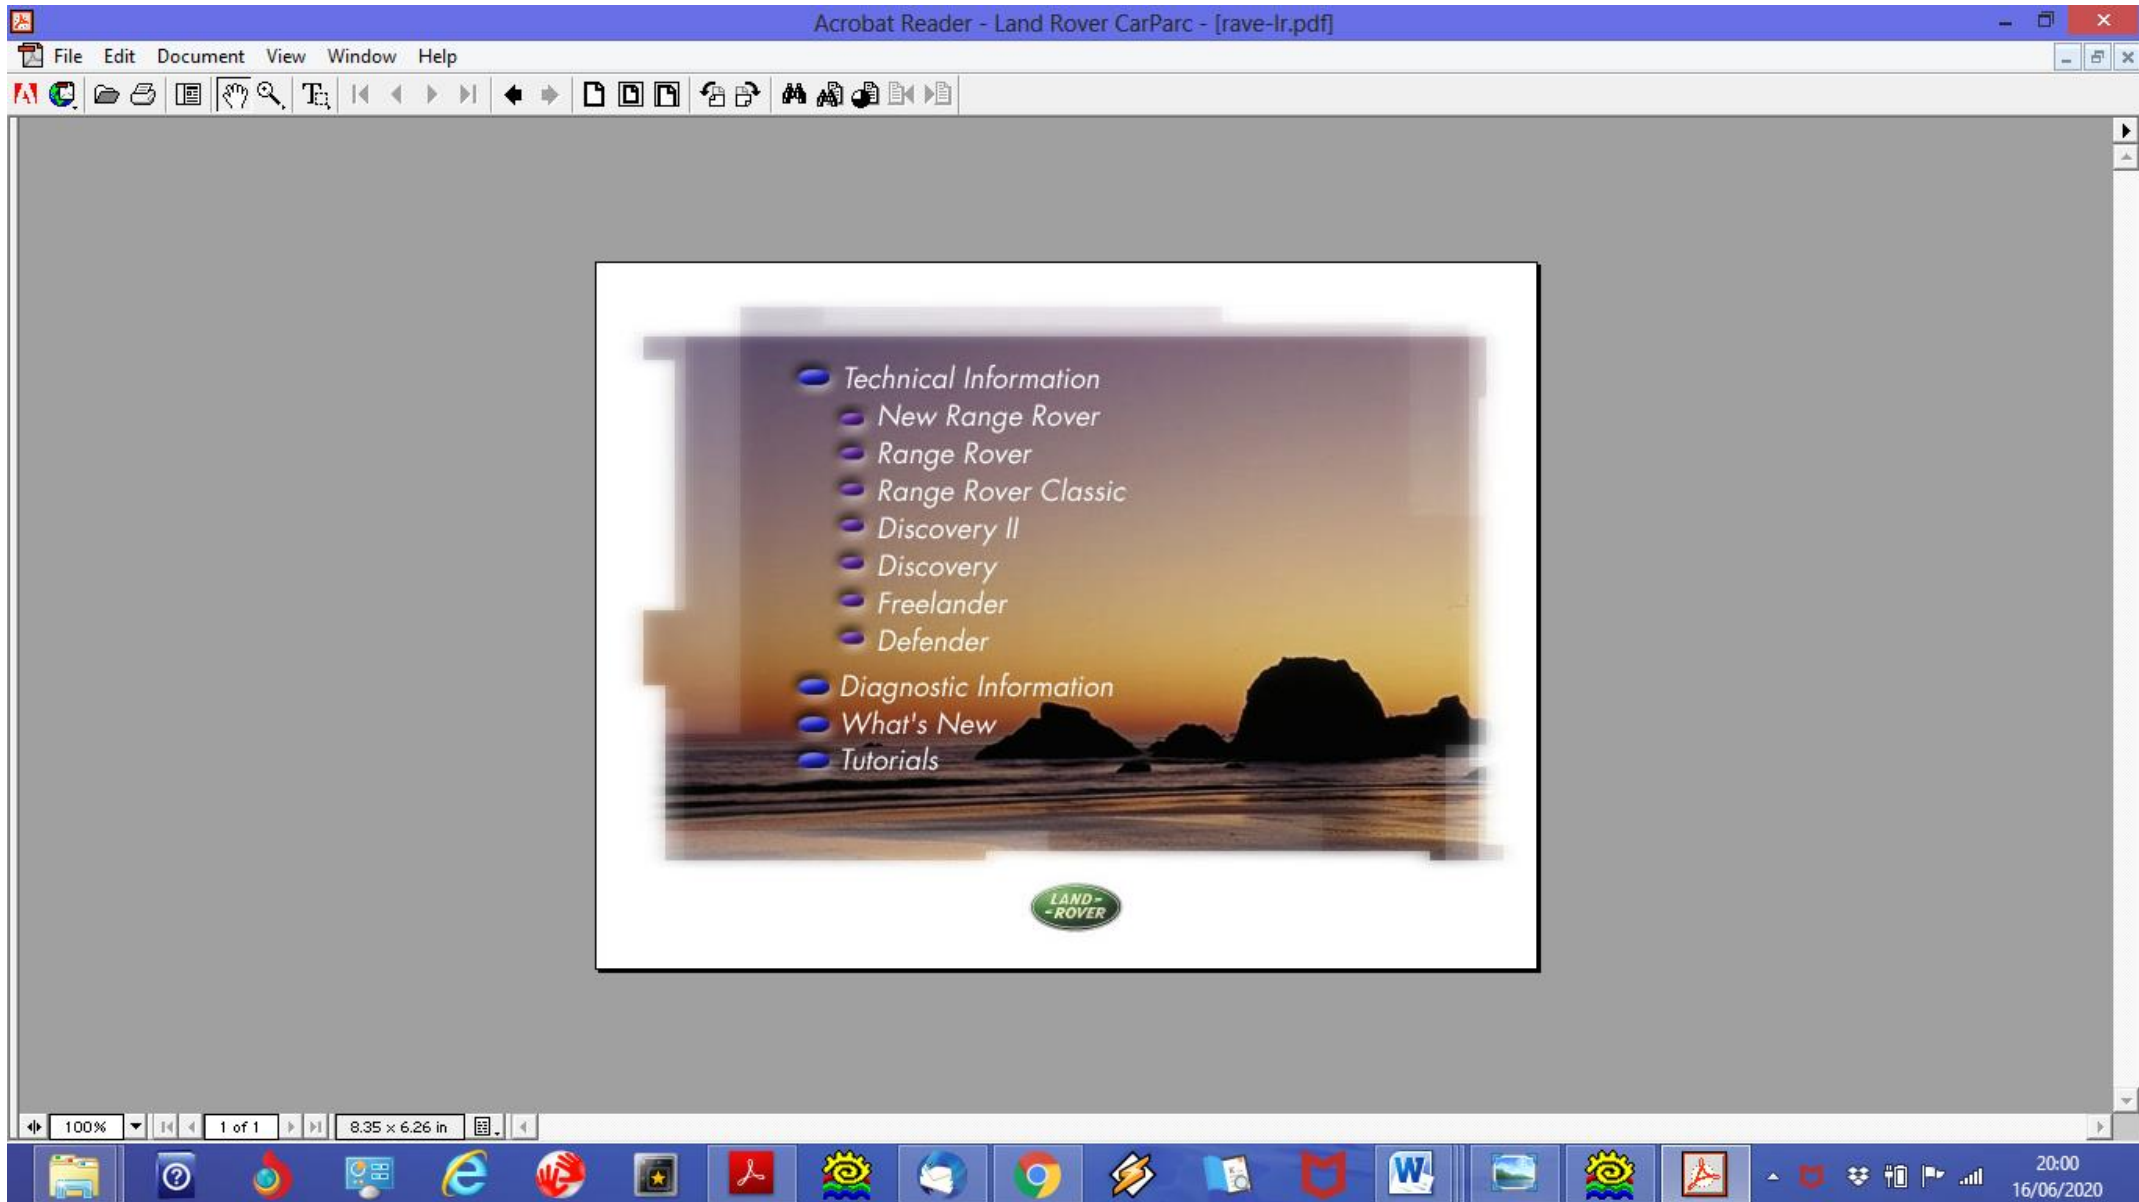 Acrobat Reader - Land Rover CarParc - [rave-lr.pdf]
File Edit Document View Window Help
Technical Information
New Range Rover
Range Rover
Range Rover Classic
Discovery II
Discovery
Freelander
Defender
Diagnostic Information
What's New
Tutorials
LAND-
-ROVER
100% 1 of 1 8.35 x 6.26 in
20:00
16/06/2020